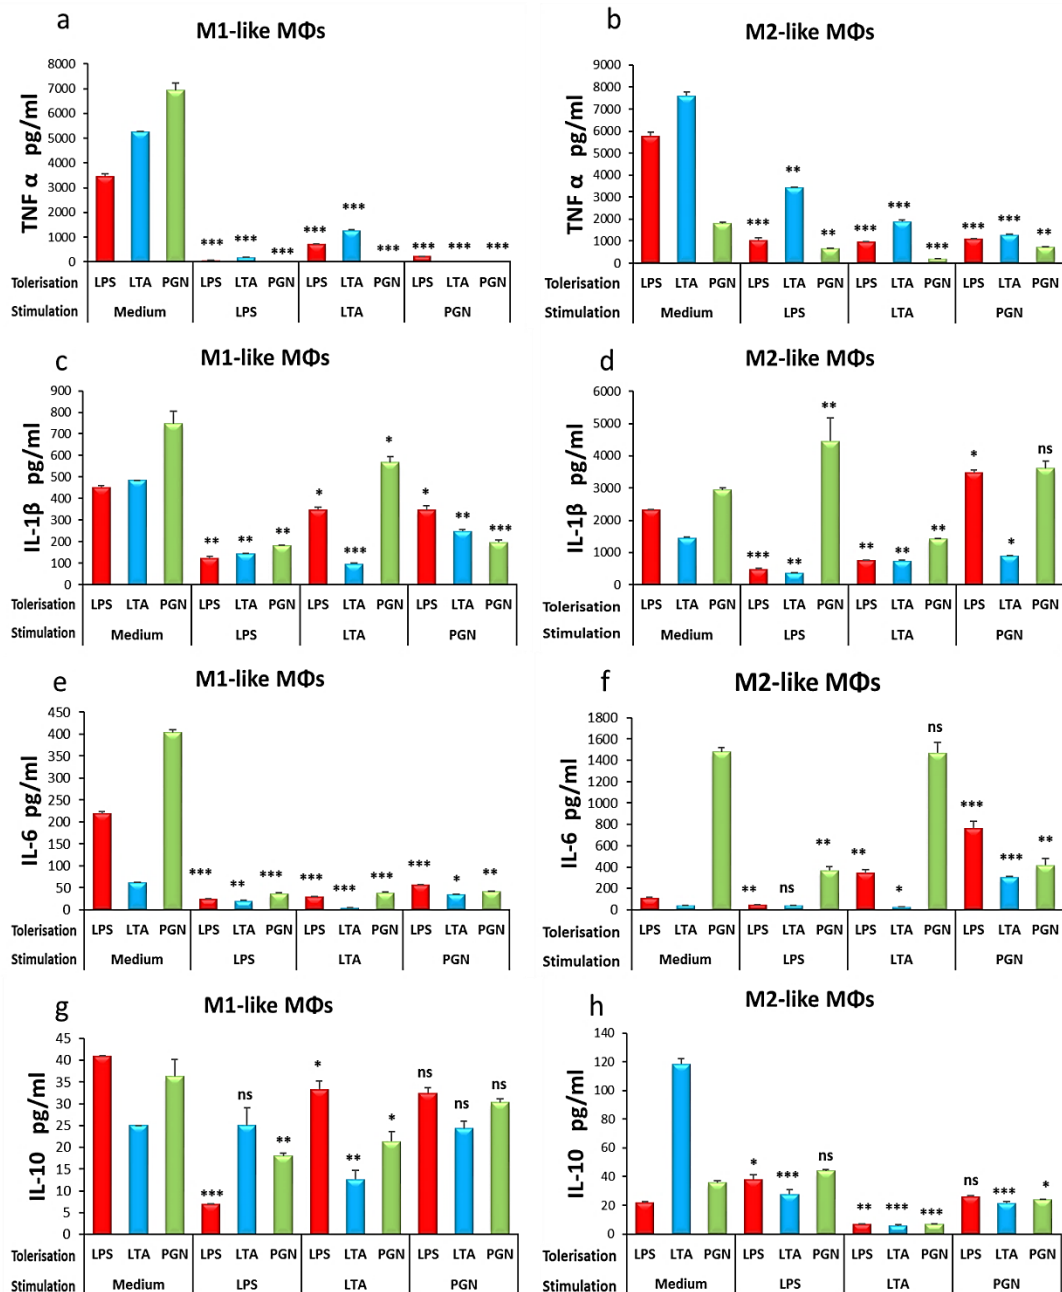 a
M1-like MΦs
TNF α pg/ml
8000
7000
6000
5000
4000
3000
2000
1000
0
*** *** *** *** *** *** *** *** ***
Tolerisation LPS LTA PGN LPS LTA PGN LPS LTA PGN LPS LTA PGN
Stimulation Medium LPS LTA PGN
b
M2-like MΦs
TNF α pg/ml
9000
8000
7000
6000
5000
4000
3000
2000
1000
0
*** ** ** *** *** *** *** *** **
Tolerisation LPS LTA PGN LPS LTA PGN LPS LTA PGN LPS LTA PGN
Stimulation Medium LPS LTA PGN
c
M1-like MΦs
IL-1β pg/ml
900
800
700
600
500
400
300
200
100
0
** ** ** * *** * * ** ***
Tolerisation LPS LTA PGN LPS LTA PGN LPS LTA PGN LPS LTA PGN
Stimulation Medium LPS LTA PGN
d
M2-like MΦs
IL-1β pg/ml
6000
5000
4000
3000
2000
1000
0
*** ** ** ** ** ** * * ns
Tolerisation LPS LTA PGN LPS LTA PGN LPS LTA PGN LPS LTA PGN
Stimulation Medium LPS LTA PGN
e
M1-like MΦs
IL-6 pg/ml
450
400
350
300
250
200
150
100
50
0
*** ** *** *** *** *** *** * **
Tolerisation LPS LTA PGN LPS LTA PGN LPS LTA PGN LPS LTA PGN
Stimulation Medium LPS LTA PGN
f
M2-like MΦs
IL-6 pg/ml
1800
1600
1400
1200
1000
800
600
400
200
0
** ns ** ** * ns *** *** **
Tolerisation LPS LTA PGN LPS LTA PGN LPS LTA PGN LPS LTA PGN
Stimulation Medium LPS LTA PGN
g
M1-like MΦs
IL-10 pg/ml
45
40
35
30
25
20
15
10
5
0
*** ns ** * ** * ns ns ns
Tolerisation LPS LTA PGN LPS LTA PGN LPS LTA PGN LPS LTA PGN
Stimulation Medium LPS LTA PGN
h
M2-like MΦs
IL-10 pg/ml
140
120
100
80
60
40
20
0
* *** ns ** *** *** ns *** *
Tolerisation LPS LTA PGN LPS LTA PGN LPS LTA PGN LPS LTA PGN
Stimulation Medium LPS LTA PGN